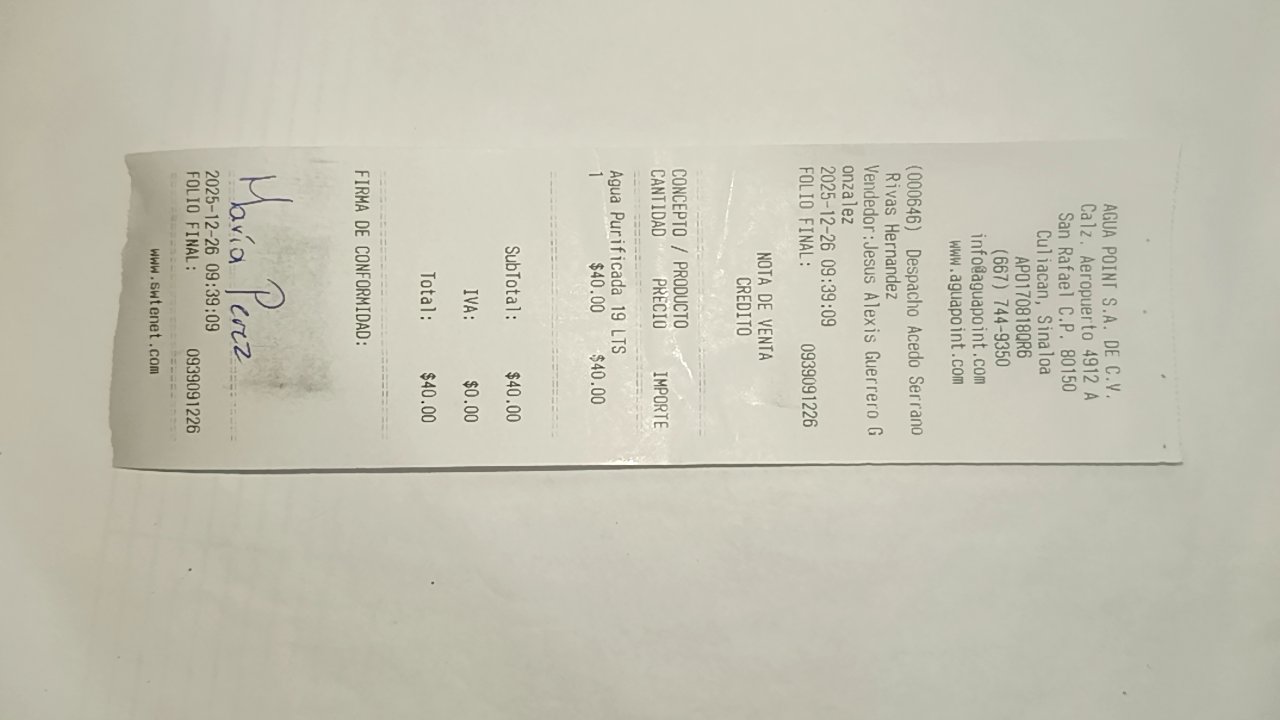 AGUA POINT S.A. DE C.V.
Calz. Aeropuerto 4912 A
San Rafael C.P. 80150
Culiacan, Sinaloa
APO170818QR6
(667) 744-9350
info@aguapoint.com
www.aguapoint.com
(000646) Despacho Acedo Serrano
Rivas Hernandez
Vendedor:Jesus Alexis Guerrero G
onzalez
2025-12-26 09:39:09
FOLIO FINAL: 0939091226
NOTA DE VENTA
CREDITO
CONCEPTO / PRODUCTO
CANTIDAD PRECIO IMPORTE
Agua Purificada 19 LTS
1 $40.00 $40.00
SubTotal: $40.00
IVA: $0.00
Total: $40.00
FIRMA DE CONFORMIDAD:
María Perez
2025-12-26 09:39:09
FOLIO FINAL: 0939091226
www.swtenet.com